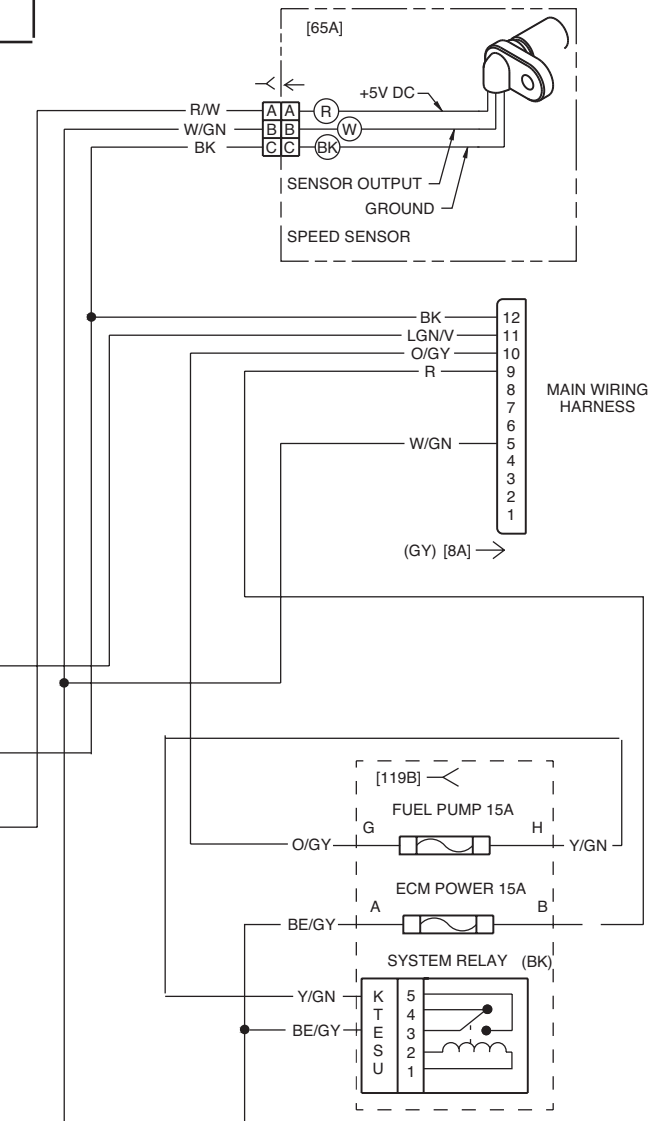 [65A]
+5V DC
R/W A A R
W/GN B B W
BK C C BK
SENSOR OUTPUT
GROUND
SPEED SENSOR
BK 12
LGN/V 11
O/GY 10
R 9
8
7
6
W/GN 5
4
3
2
1
MAIN WIRING
HARNESS
(GY) [8A]
[119B]
FUEL PUMP 15A
G H
O/GY Y/GN
ECM POWER 15A
A B
BE/GY
SYSTEM RELAY (BK)
Y/GN K 5
T 4
BE/GY E 3
S 2
U 1